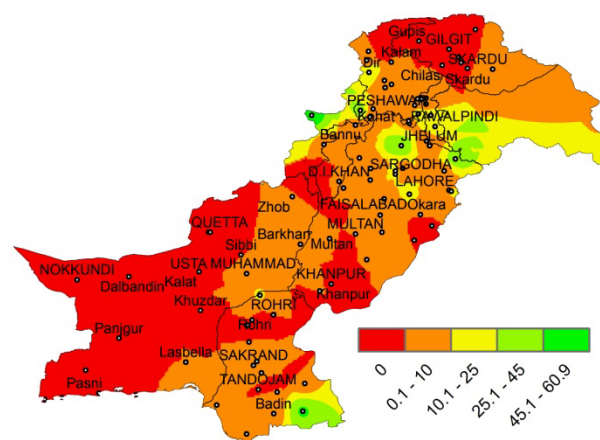 Gupis
GILGIT
Kalam
SKARDU
Dir
Skardu
Chilas
PESHAWAR
Kohat
RAWALPINDI
Bannu
JHELUM
SARGODHA
D.I.KHAN
LAHORE
Zhob
FAISALABAD
Okara
QUETTA
MULTAN
Barkhan
Sibbi
Multan
NOKKUNDI
USTA MUHAMMAD
Dalbandin
Kalat
KHANPUR
Khanpur
Khuzdar
ROHRI
Rohri
Panjgur
Lasbella
SAKRAND
Pasni
TANDOJAM
Badin
0
0.1 - 10
10.1 - 25
25.1 - 45
45.1 - 60.9